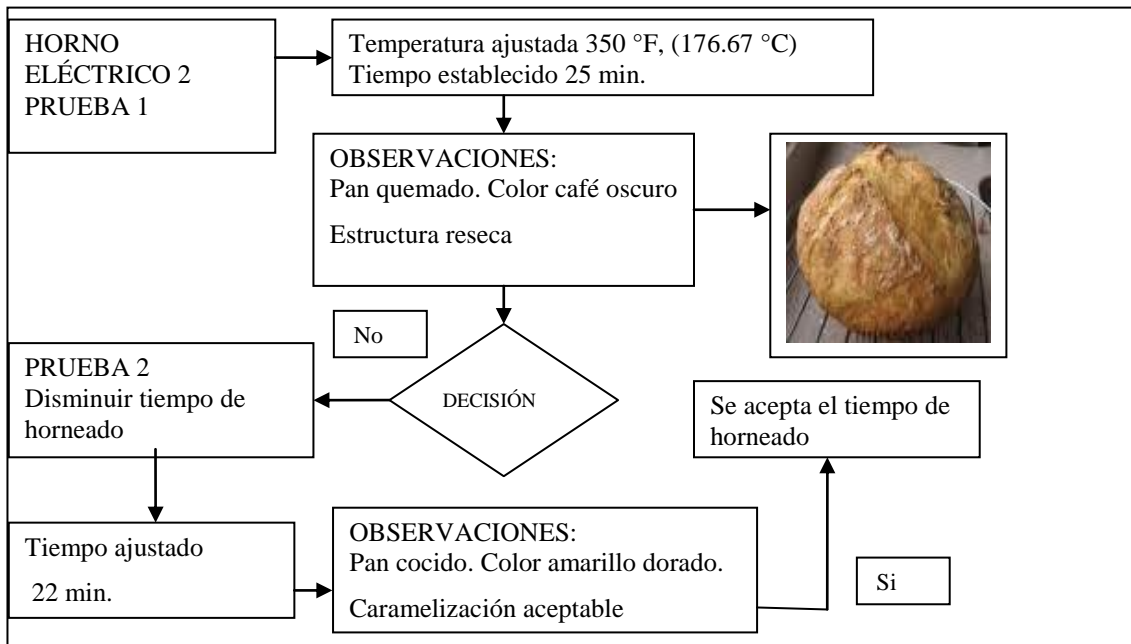 HORNO
ELÉCTRICO 2
PRUEBA 1
Temperatura ajustada 350 °F, (176.67 °C)
Tiempo establecido 25 min.
OBSERVACIONES:
Pan quemado. Color café oscuro
Estructura reseca
No
DECISIÓN
PRUEBA 2
Disminuir tiempo de
horneado
Se acepta el tiempo de
horneado
Tiempo ajustado
22 min.
OBSERVACIONES:
Pan cocido. Color amarillo dorado.
Caramelización aceptable
Si